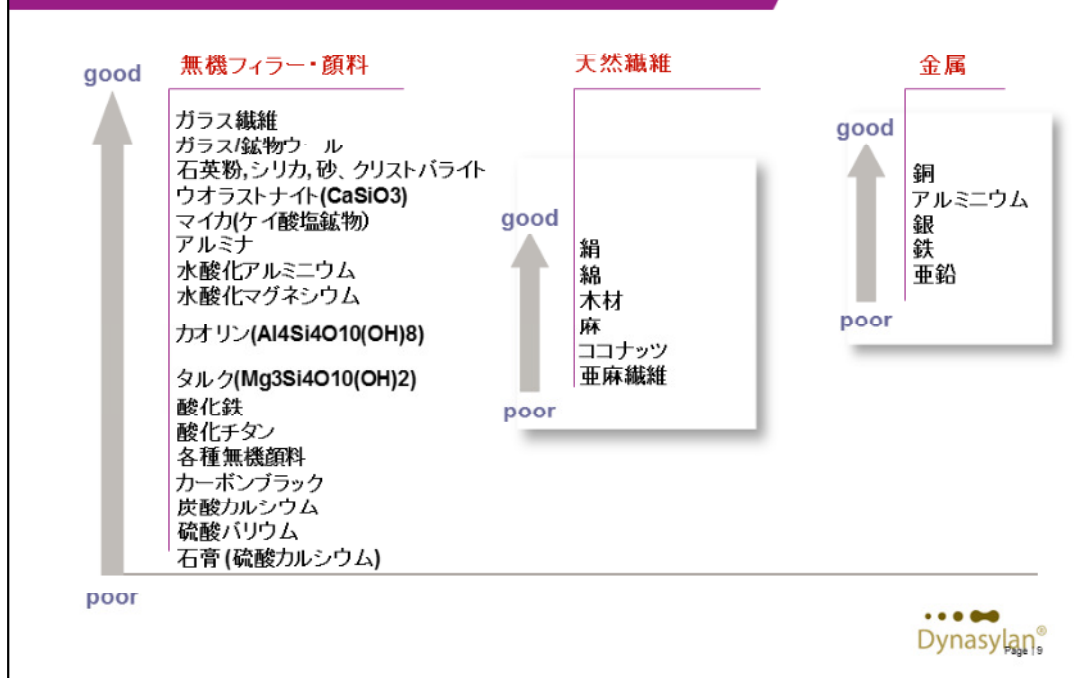 good
無機フィラー・顔料
ガラス繊維
ガラス/鉱物ウール
石英粉,シリカ,砂、クリストバライト
ウオラストナイト(CaSiO3)
マイカ(ケイ酸塩鉱物)
アルミナ
水酸化アルミニウム
水酸化マグネシウム
カオリン(Al4Si4O10(OH)8)
タルク(Mg3Si4O10(OH)2)
酸化鉄
酸化チタン
各種無機顔料
カーボンブラック
炭酸カルシウム
硫酸バリウム
石膏(硫酸カルシウム)
poor
天然繊維
good
絹
綿
木材
麻
ココナッツ
亜麻繊維
poor
金属
good
銅
アルミニウム
銀
鉄
亜鉛
poor
Dynasylan®
Page | 9